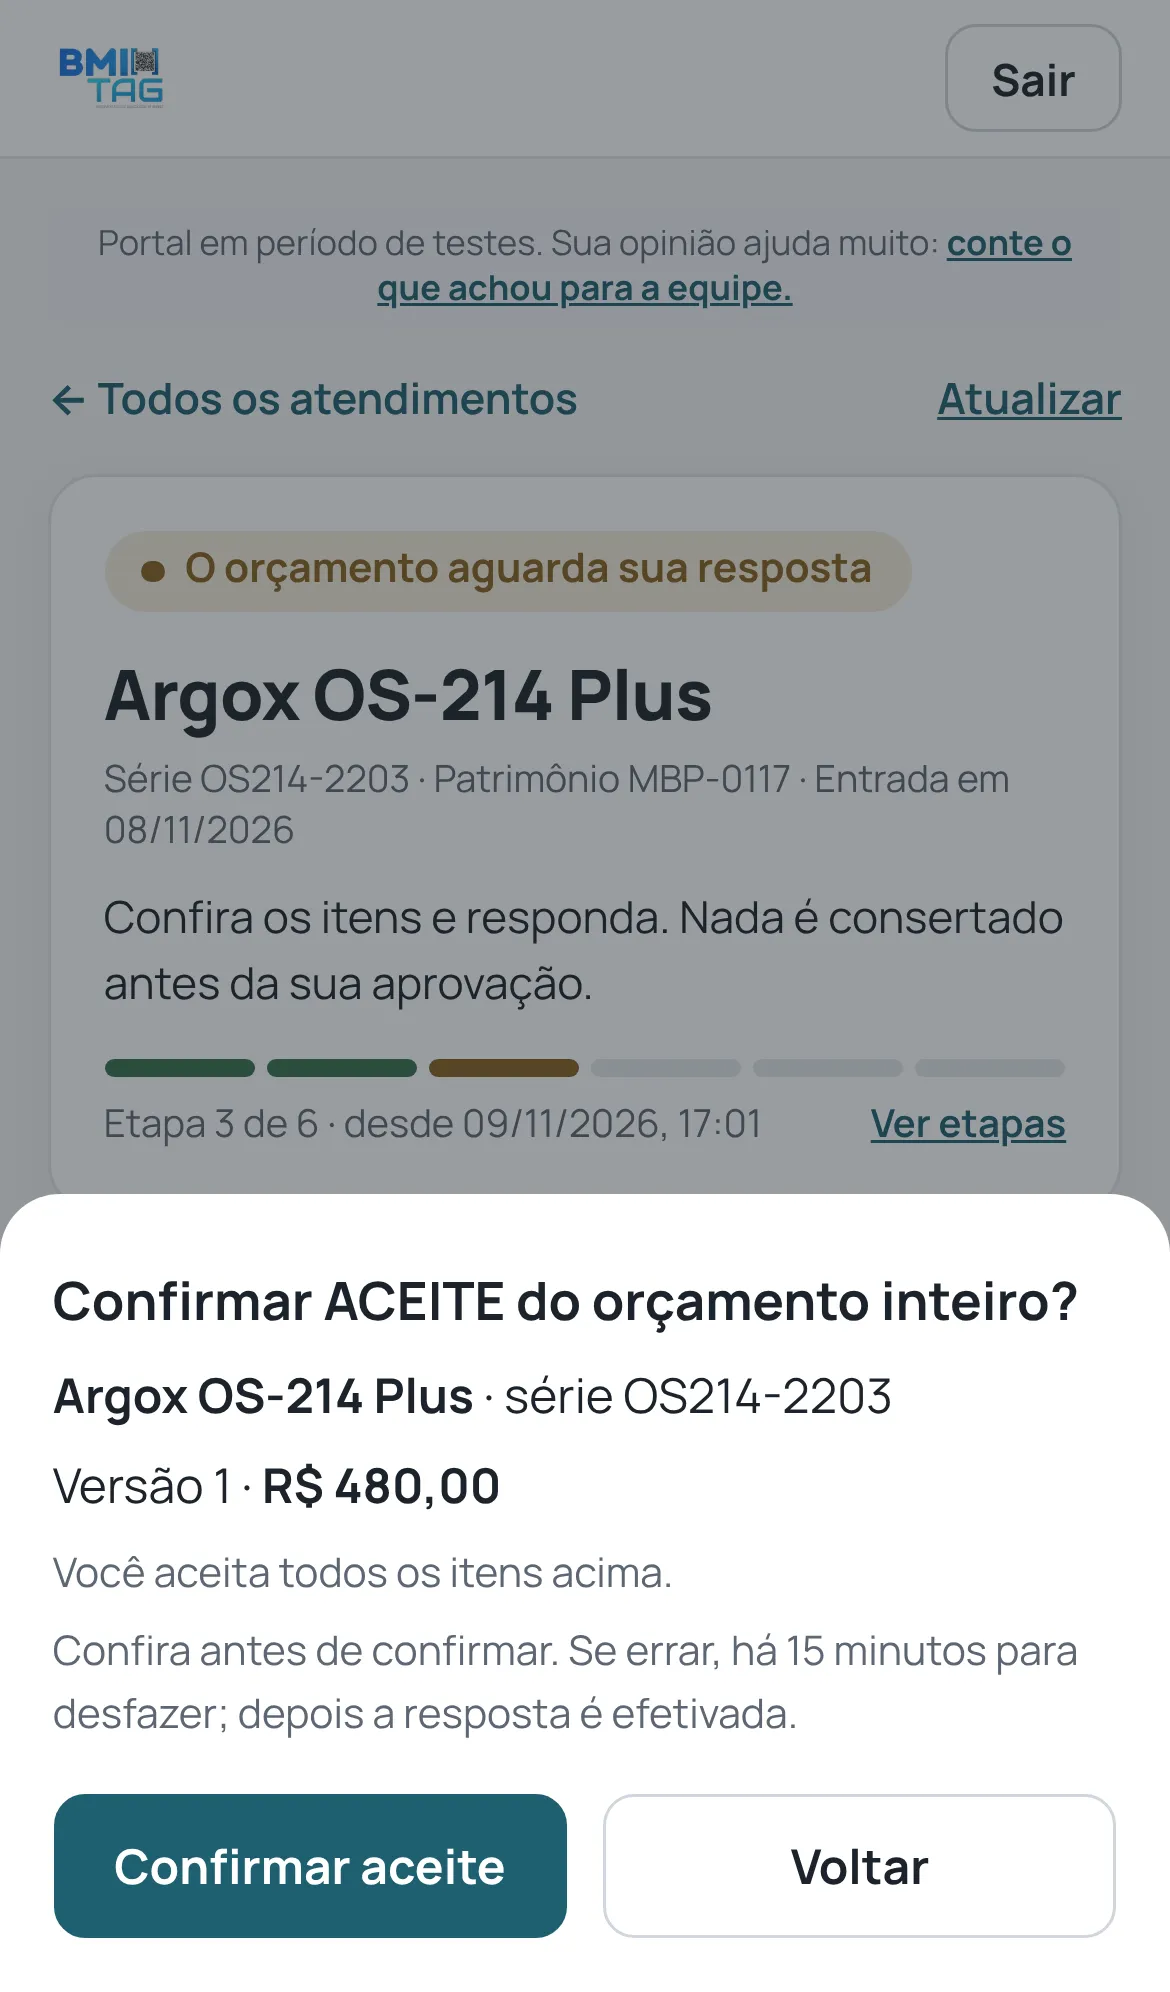 BMI
TAG
Sair
Portal em período de testes. Sua opinião ajuda muito: conte o
que achou para a equipe.
← Todos os atendimentos
Atualizar
O orçamento aguarda sua resposta
Argox OS-214 Plus
Série OS214-2203 · Patrimônio MBP-0117 · Entrada em
08/11/2026
Confira os itens e responda. Nada é consertado
antes da sua aprovação.
Etapa 3 de 6 · desde 09/11/2026, 17:01
Ver etapas
Confirmar ACEITE do orçamento inteiro?
Argox OS-214 Plus · série OS214-2203
Versão 1 · R$ 480,00
Você aceita todos os itens acima.
Confira antes de confirmar. Se errar, há 15 minutos para
desfazer; depois a resposta é efetivada.
Confirmar aceite
Voltar